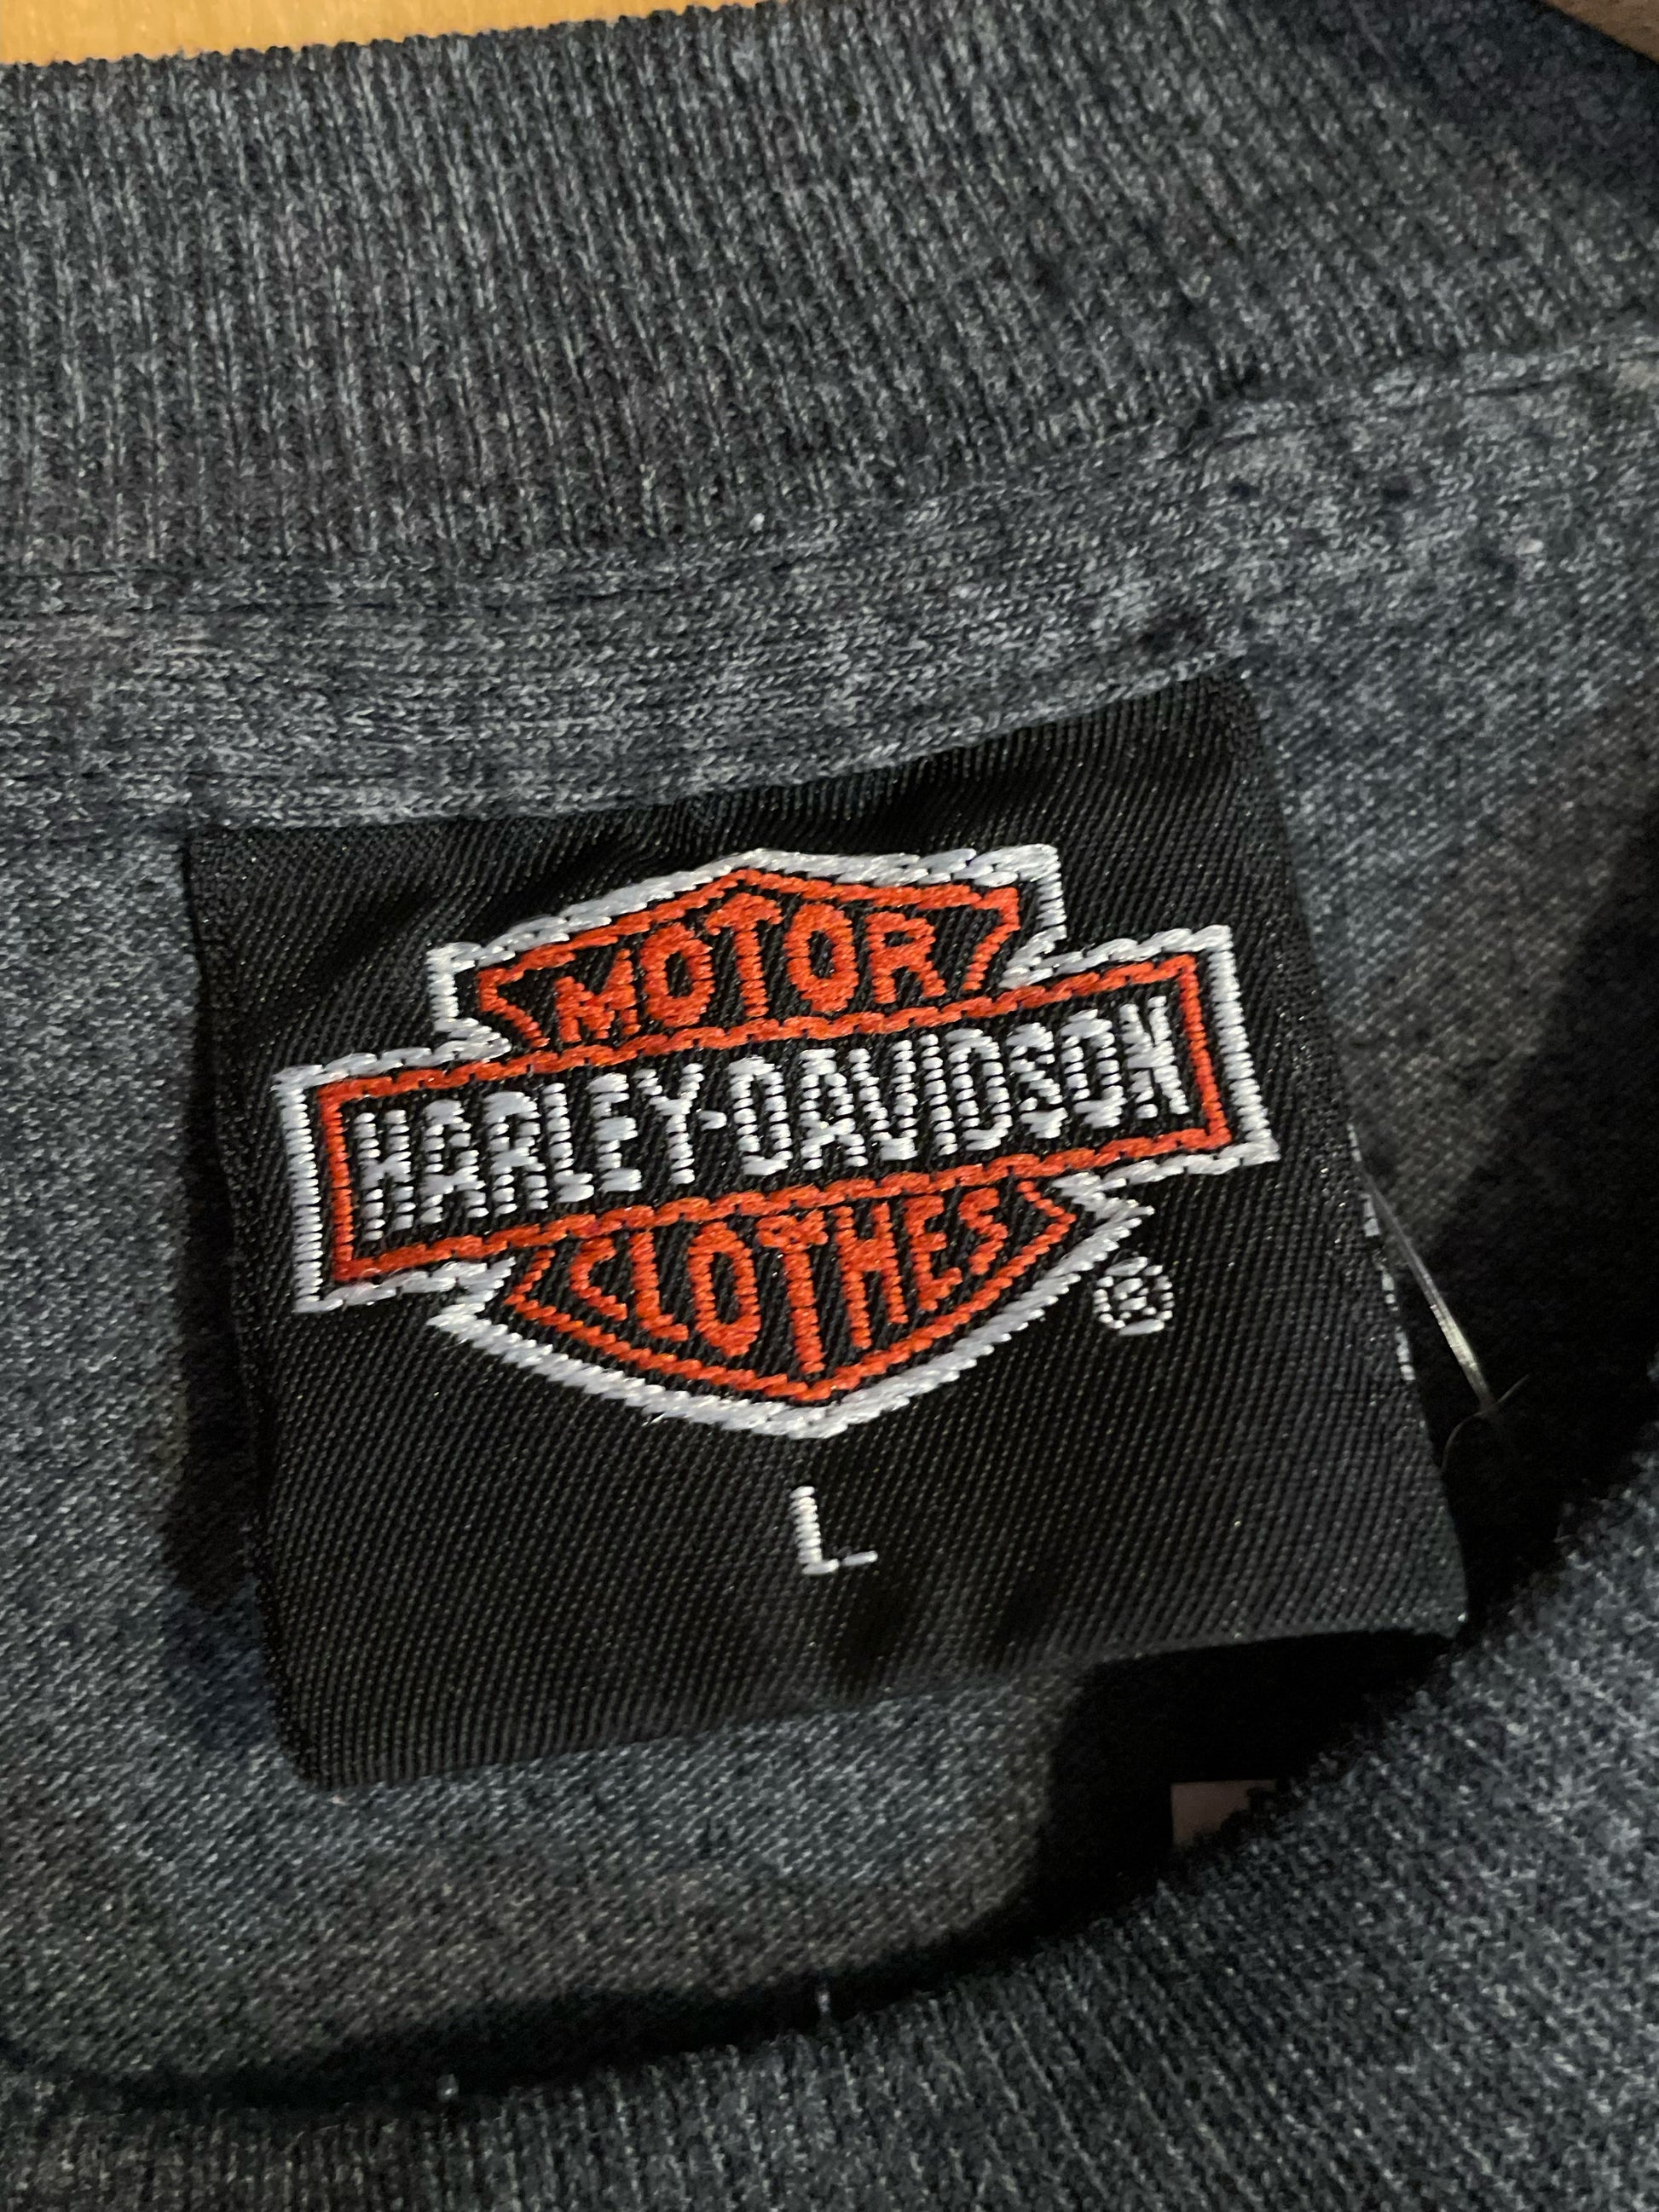 MOTOR
HARLEY-DAVIDSON
CLOTHES
®
L